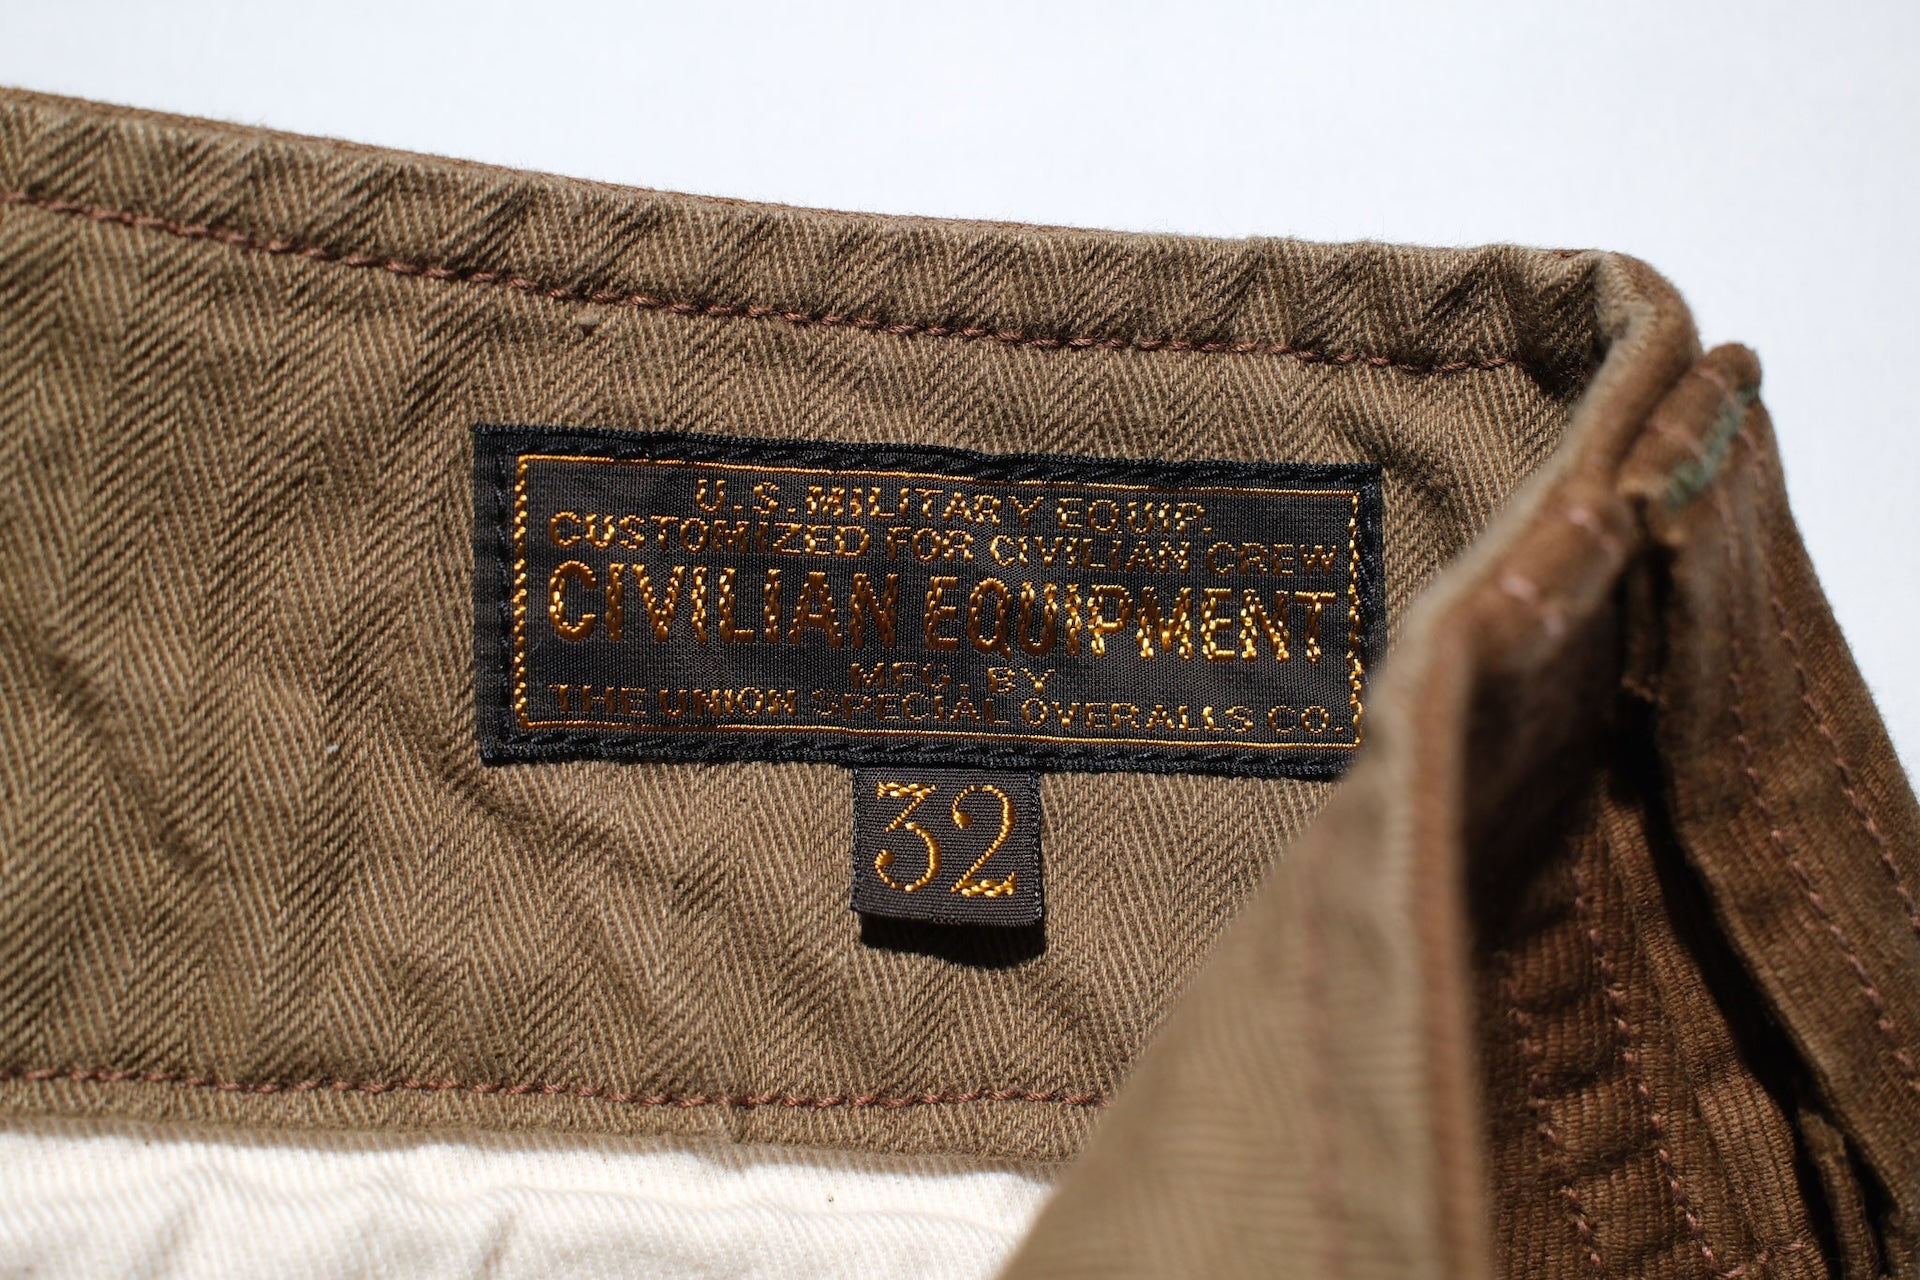 U.S. MILITARY EQUIP.
CUSTOMIZED FOR CIVILIAN CREW
CIVILIAN EQUIPMENT
MFG. BY
THE UNION SPECIAL OVERALLS CO.
32